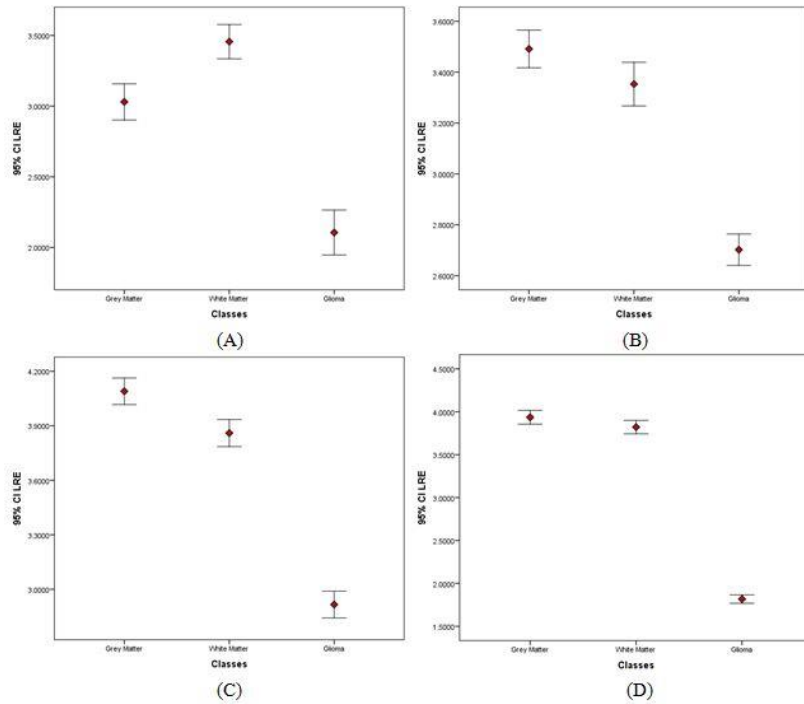 95% CI LRE
3.5000
3.0000
2.5000
2.0000
Grey Matter White Matter Glioma
Classes
(A)
95% CI LRE
3.6000
3.4000
3.2000
3.0000
2.8000
2.6000
Grey Matter White Matter Glioma
Classes
(B)
95% CI LRE
4.2000
3.9000
3.6000
3.3000
3.0000
Grey Matter White Matter Glioma
Classes
(C)
95% CI LRE
4.5000
4.0000
3.5000
3.0000
2.5000
2.0000
1.5000
Grey Matter White Matter Glioma
Classes
(D)